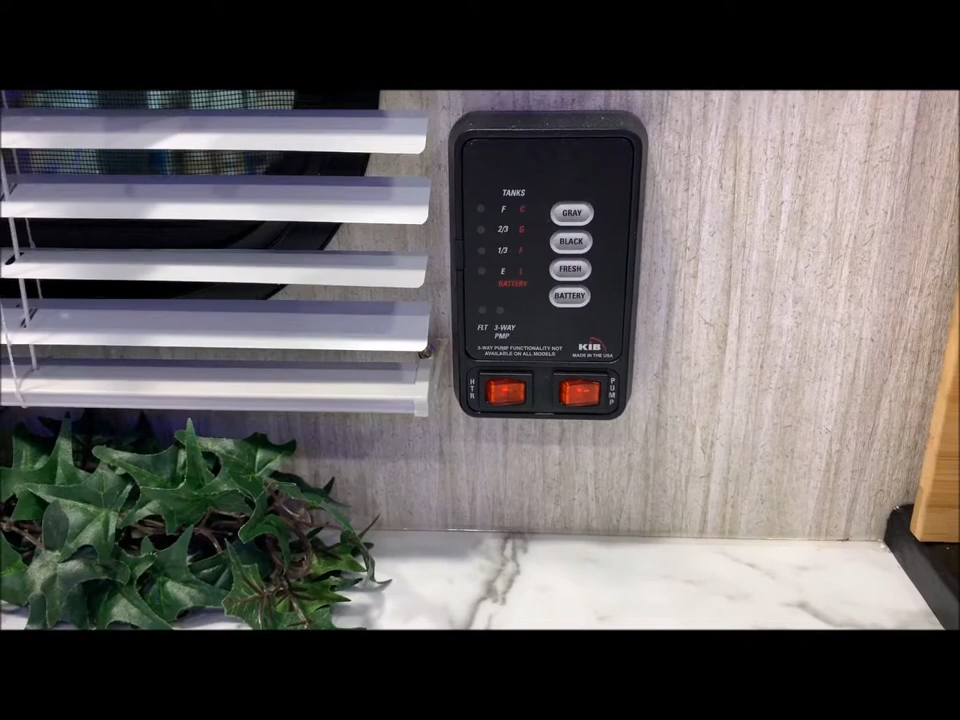 TANKS
F C
2/3 G
1/3 F
E L
BATTERY
GRAY
BLACK
FRESH
BATTERY
FLT 3-WAY
PMP
3-WAY PUMP FUNCTIONALITY NOT
AVAILABLE ON ALL MODELS
KIB
MADE IN THE USA
HTR
PUMP